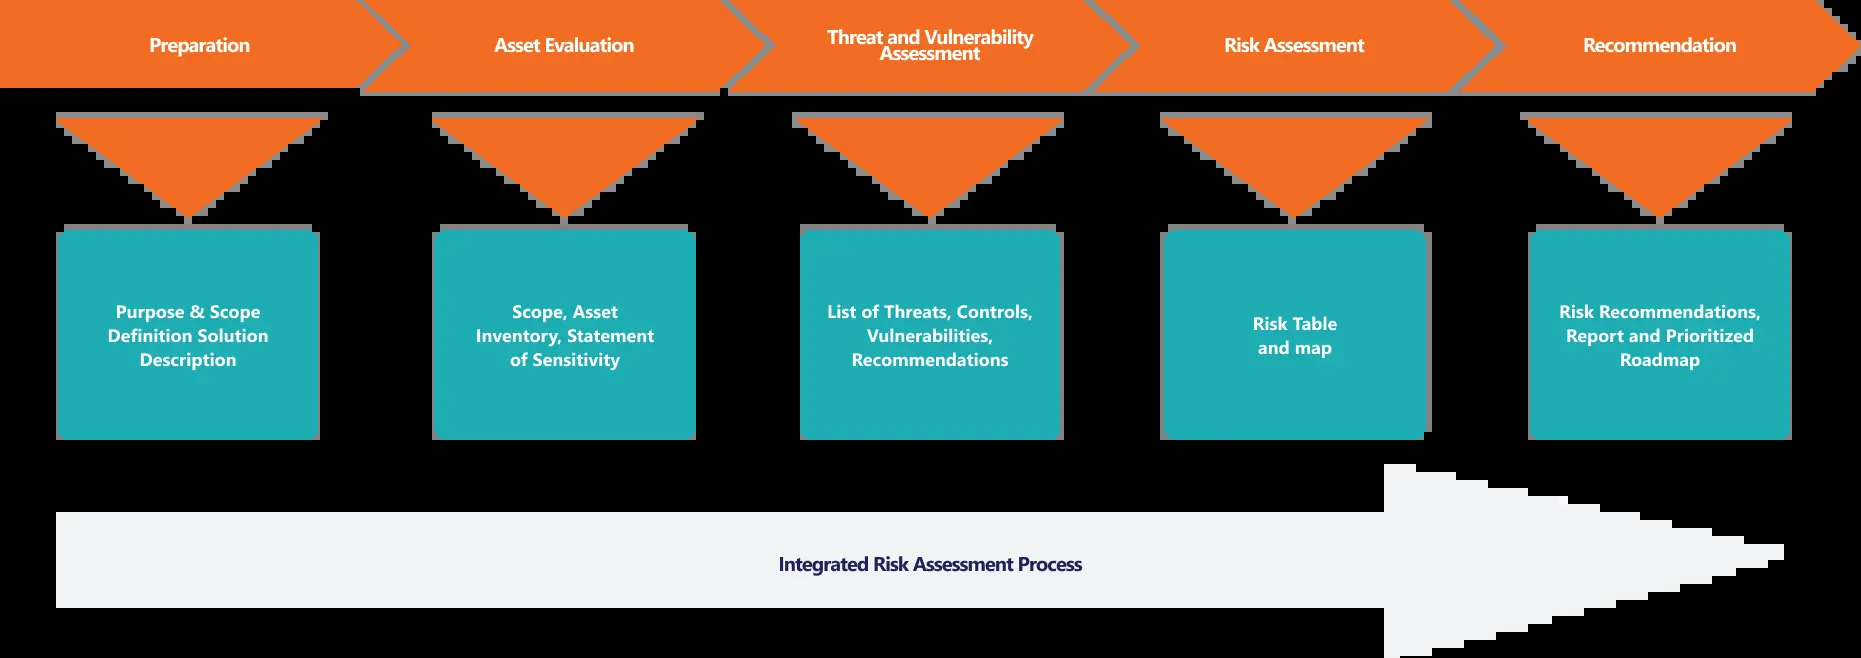 Preparation
Asset Evaluation
Threat and Vulnerability
Assessment
Risk Assessment
Recommendation
Purpose & Scope
Definition Solution
Description
Scope, Asset
Inventory, Statement
of Sensitivity
List of Threats, Controls,
Vulnerabilities,
Recommendations
Risk Table
and map
Risk Recommendations,
Report and Prioritized
Roadmap
Integrated Risk Assessment Process